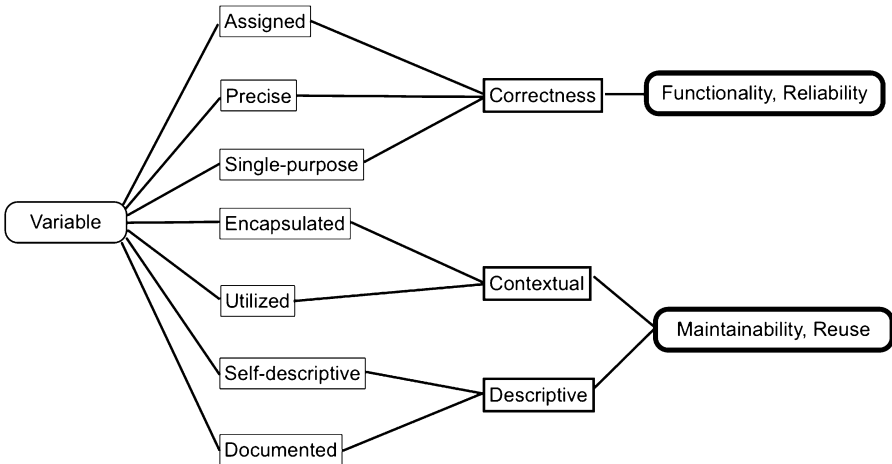 Assigned
Precise
Correctness
Functionality, Reliability
Single-purpose
Variable
Encapsulated
Utilized
Contextual
Maintainability, Reuse
Self-descriptive
Descriptive
Documented